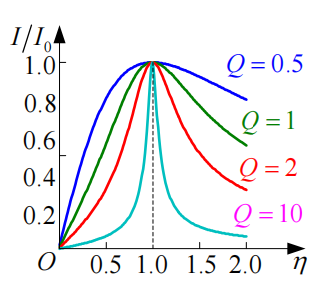 I/I₀
1.0
0.8
0.6
0.4
0.2
Q = 0.5
Q = 1
Q = 2
Q = 10
O 0.5 1.0 1.5 2.0 η